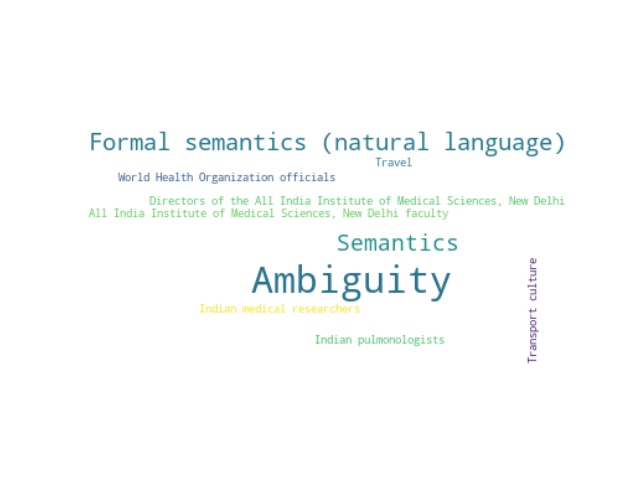 Formal semantics (natural language)
Travel
World Health Organization officials
Directors of the All India Institute of Medical Sciences, New Delhi
All India Institute of Medical Sciences, New Delhi faculty
Semantics
Ambiguity
Transport culture
Indian medical researchers
Indian pulmonologists